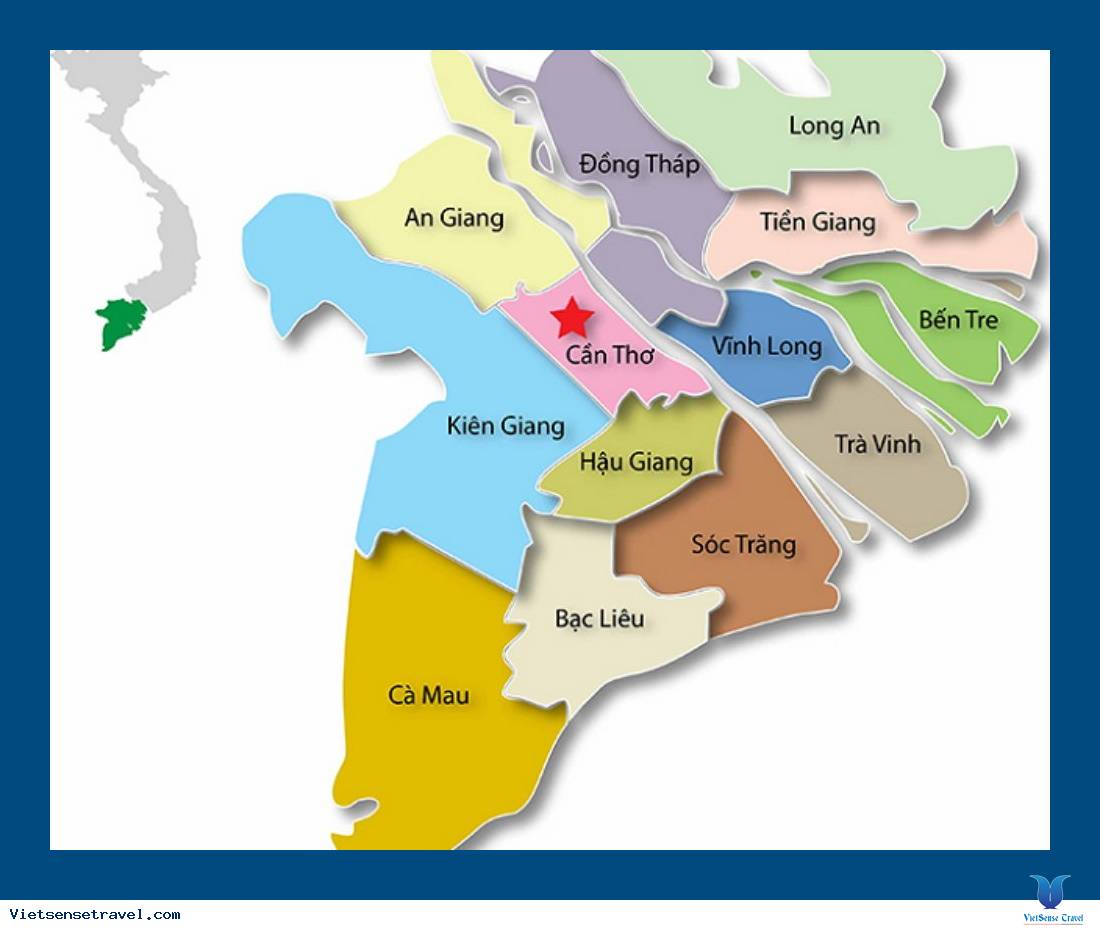 Long An
Đồng Tháp
An Giang
Tiền Giang
Bến Tre
Cần Thơ
Vĩnh Long
Kiên Giang
Hậu Giang
Trà Vinh
Sóc Trăng
Bạc Liêu
Cà Mau
Vietsensetravel.com
VietSense Travel